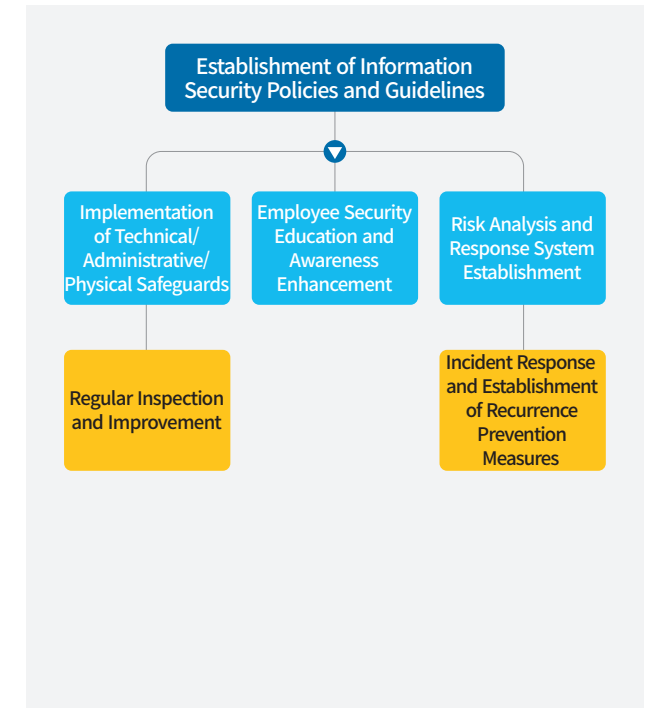 Establishment of Information
Security Policies and Guidelines
Implementation
of Technical/
Administrative/
Physical Safeguards
Employee Security
Education and
Awareness
Enhancement
Risk Analysis and
Response System
Establishment
Regular Inspection
and Improvement
Incident Response
and Establishment
of Recurrence
Prevention
Measures